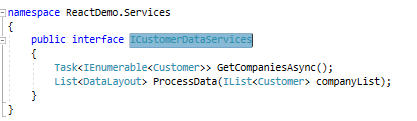 namespace ReactDemo.Services
{
public interface ICustomerDataServices
{
Task<IEnumerable<Customer>> GetCompaniesAsync();
List<DataLayout> ProcessData(IList<Customer> companyList);
}
}